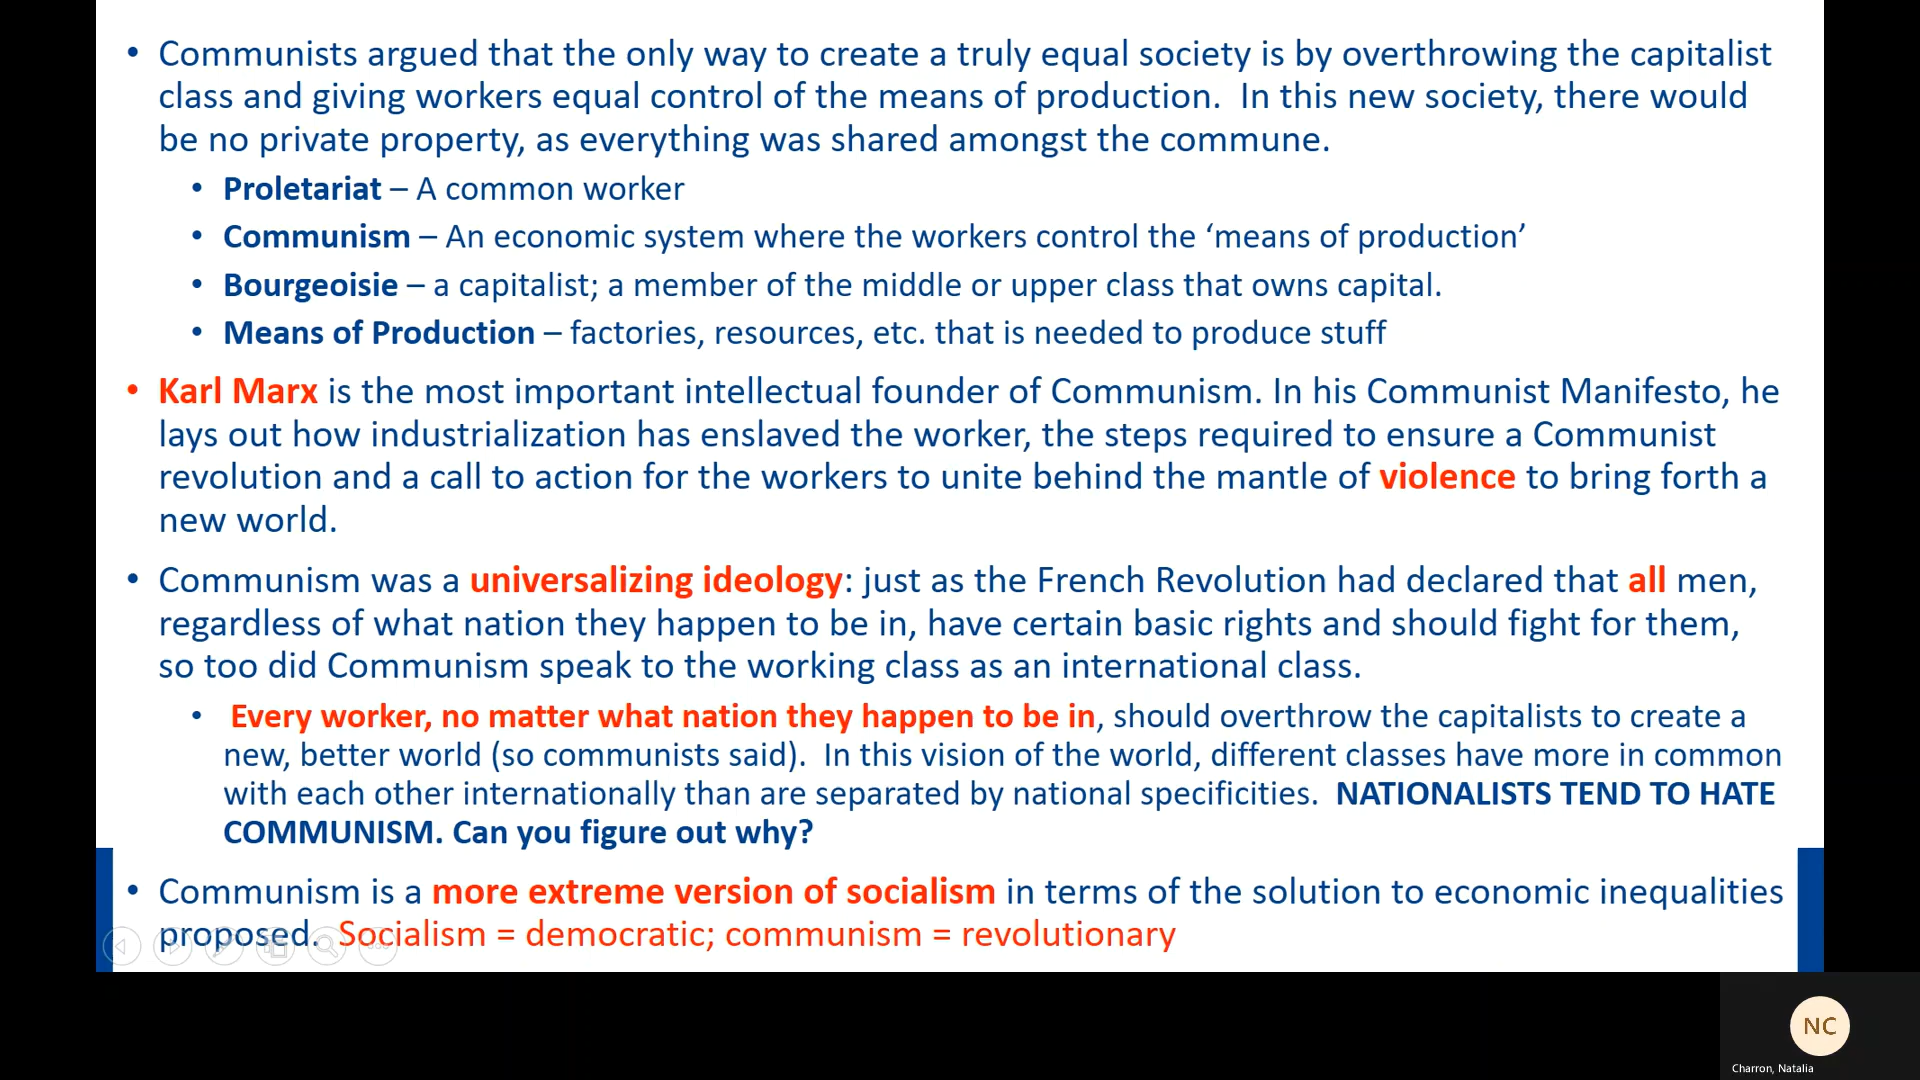 • Communists argued that the only way to create a truly equal society is by overthrowing the capitalist
class and giving workers equal control of the means of production.  In this new society, there would
be no private property, as everything was shared amongst the commune.
• Proletariat – A common worker
• Communism – An economic system where the workers control the ‘means of production’
• Bourgeoisie – a capitalist; a member of the middle or upper class that owns capital.
• Means of Production – factories, resources, etc. that is needed to produce stuff
• Karl Marx is the most important intellectual founder of Communism. In his Communist Manifesto, he
lays out how industrialization has enslaved the worker, the steps required to ensure a Communist
revolution and a call to action for the workers to unite behind the mantle of violence to bring forth a
new world.
• Communism was a universalizing ideology: just as the French Revolution had declared that all men,
regardless of what nation they happen to be in, have certain basic rights and should fight for them,
so too did Communism speak to the working class as an international class.
• Every worker, no matter what nation they happen to be in, should overthrow the capitalists to create a
new, better world (so communists said).  In this vision of the world, different classes have more in common
with each other internationally than are separated by national specificities.  NATIONALISTS TEND TO HATE
COMMUNISM. Can you figure out why?
• Communism is a more extreme version of socialism in terms of the solution to economic inequalities
proposed.  Socialism = democratic; communism = revolutionary
NC
Charron, Natalia